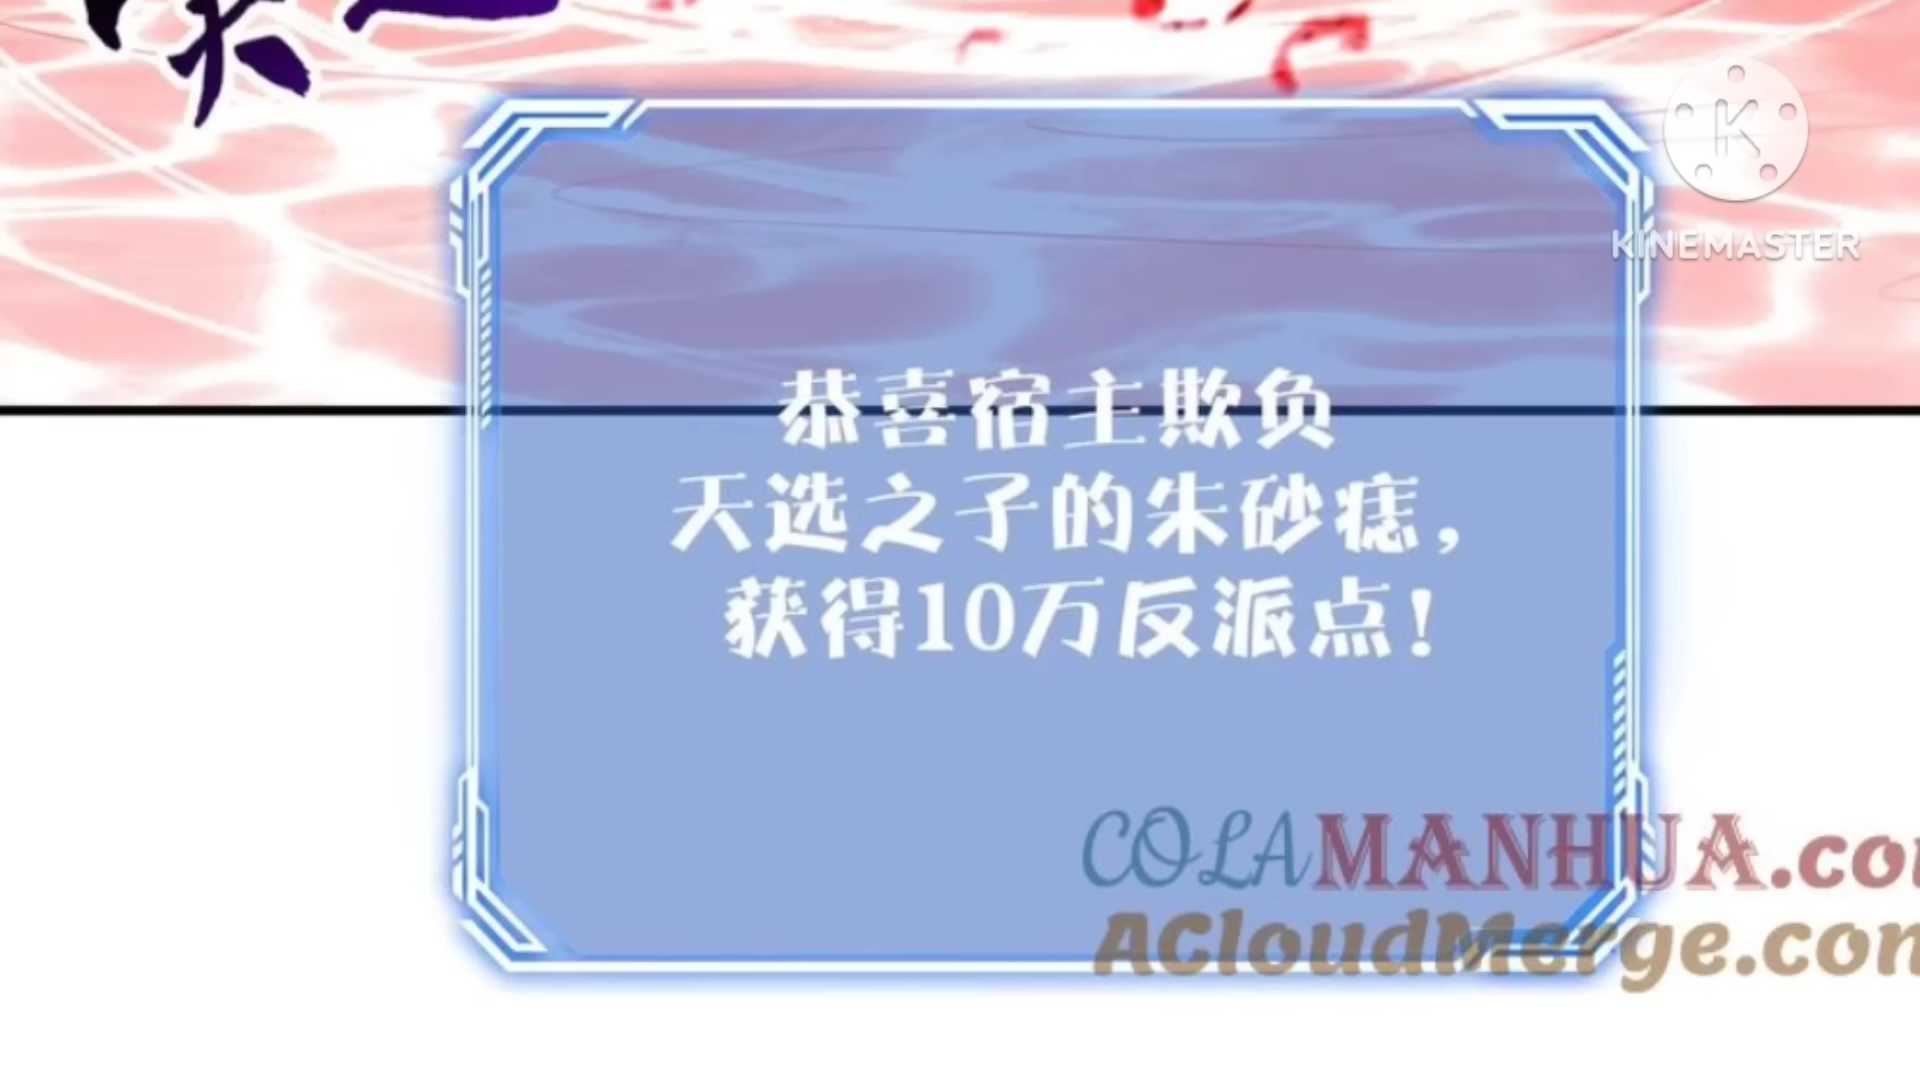 KINEMASTER
恭喜宿主欺负
天选之子的朱砂痣，
获得10万反派点！
COLAMANHUA.co
ACloudMerge.com